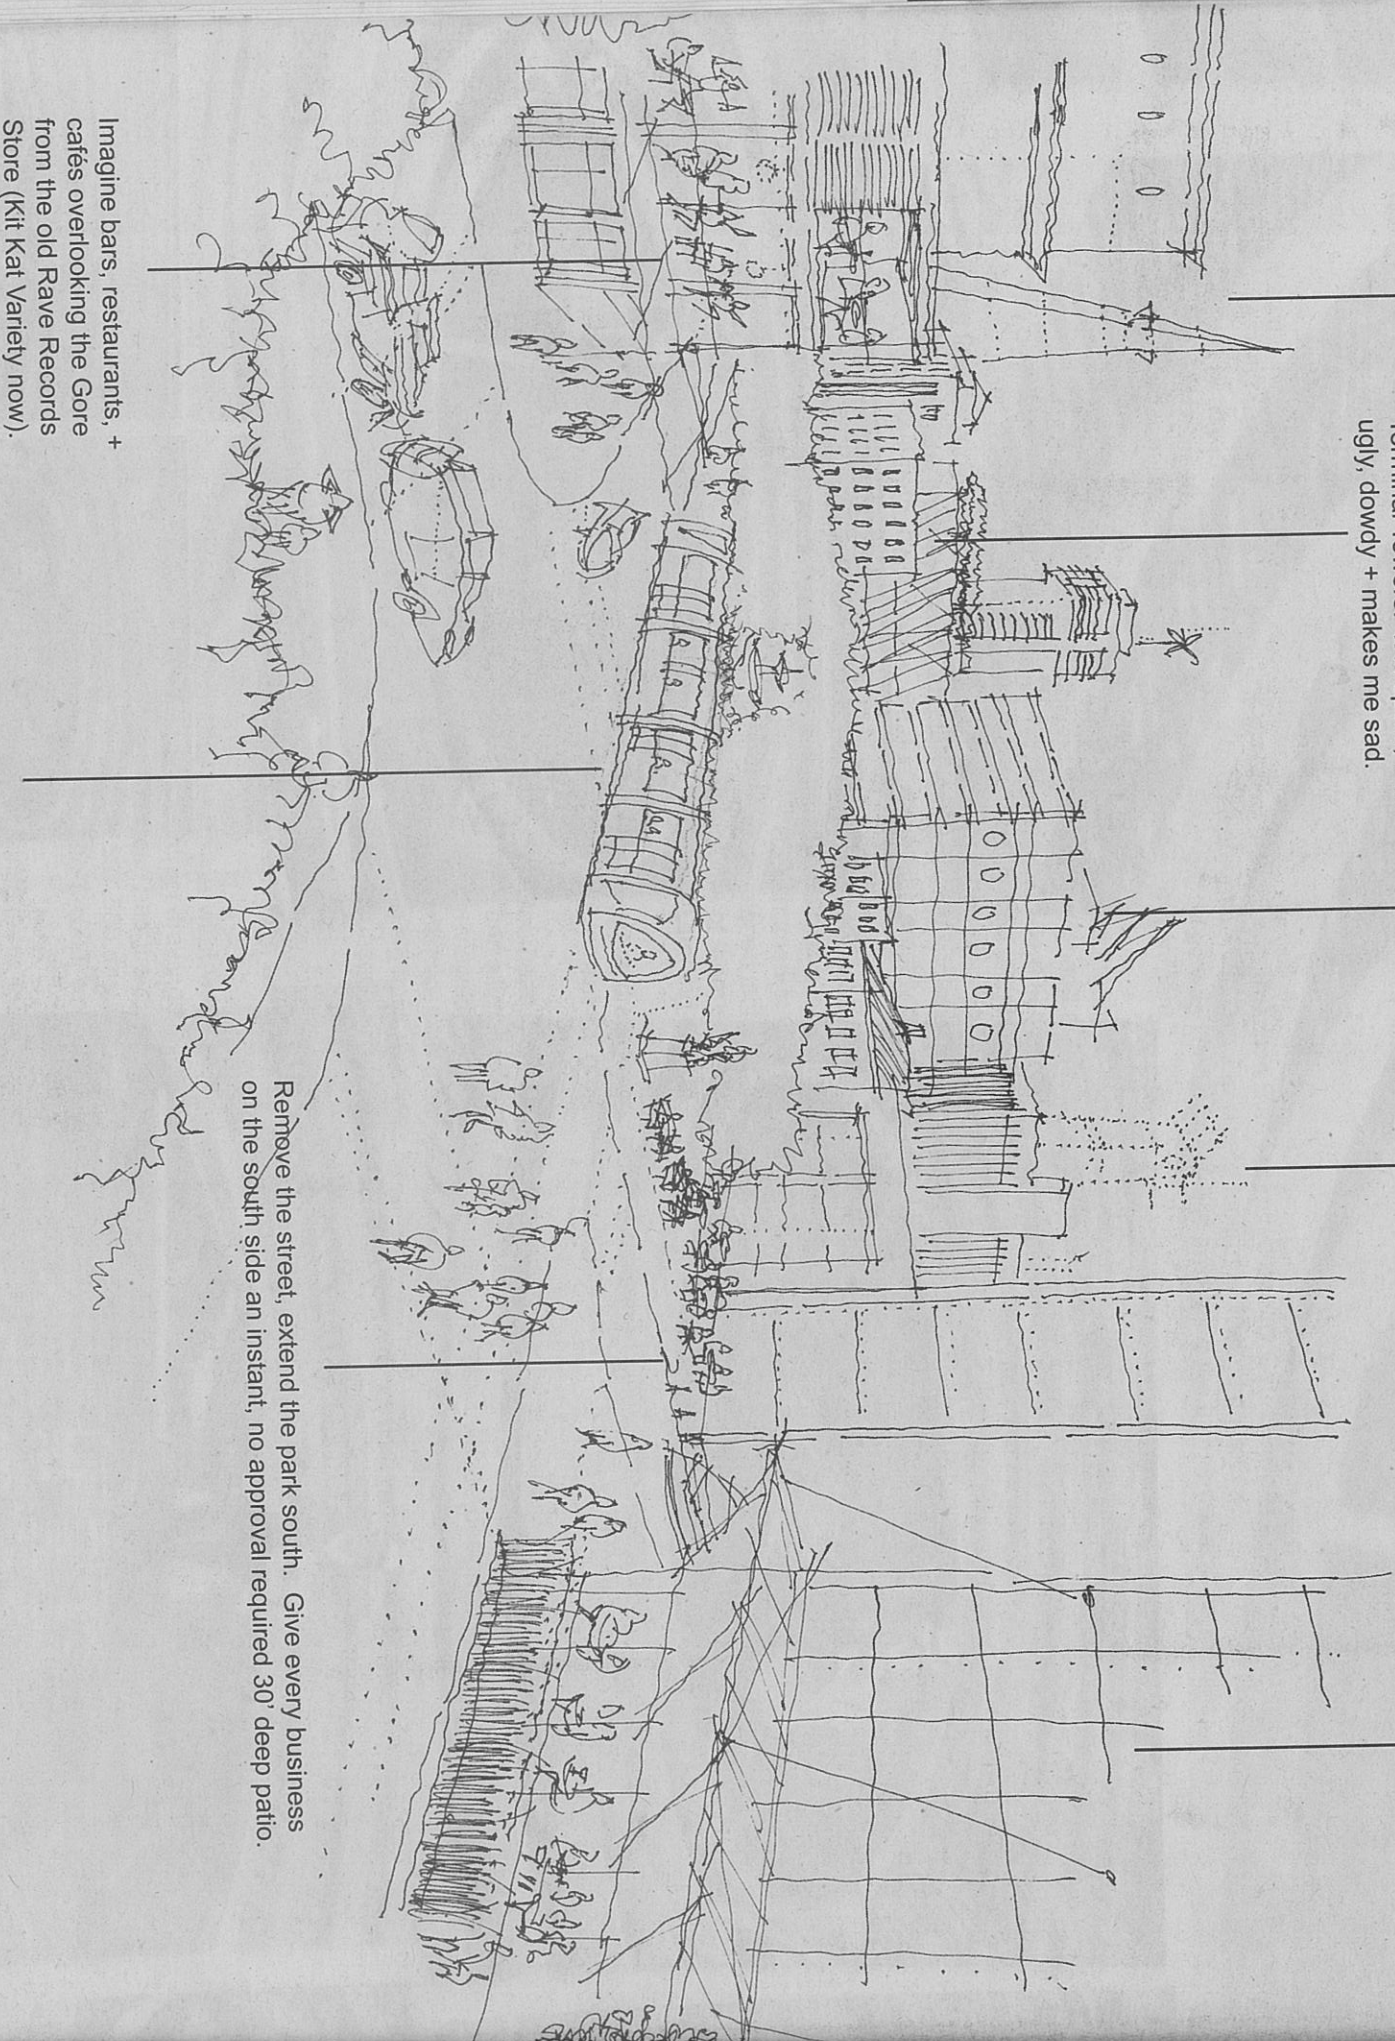 ugly, dowdy + makes me sad.
Imagine bars, restaurants, +
cafés overlooking the Gore
from the old Rave Records
Store (Kit Kat Variety now).
Remove the street, extend the park south. Give every business
on the south side an instant, no approval required 30' deep patio.